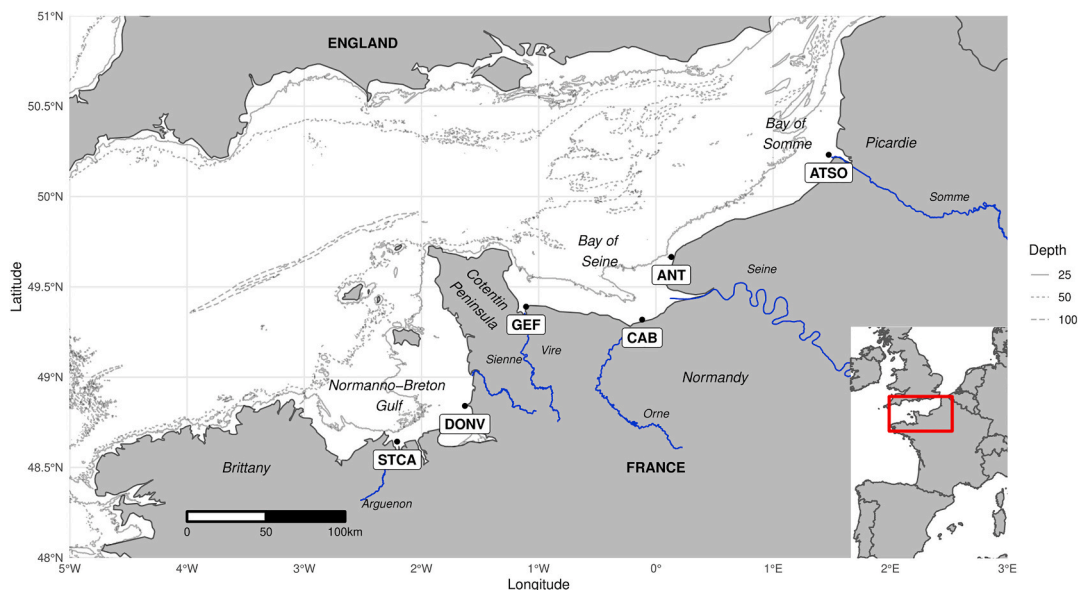 51°N
50.5°N
50°N
49.5°N
49°N
48.5°N
48°N
Latitude
ENGLAND
Bay of
Somme
Picardie
ATSO
Somme
Bay of
Seine
ANT
Seine
Cotentin
Peninsula
GEF
CAB
Sienne
Vire
Normanno−Breton
Gulf
Normandy
DONV
Orne
STCA
Brittany
FRANCE
Arguenon
0
50
100km
Depth
25
50
100
5°W
4°W
3°W
2°W
1°W
0°
1°E
2°E
3°E
Longitude